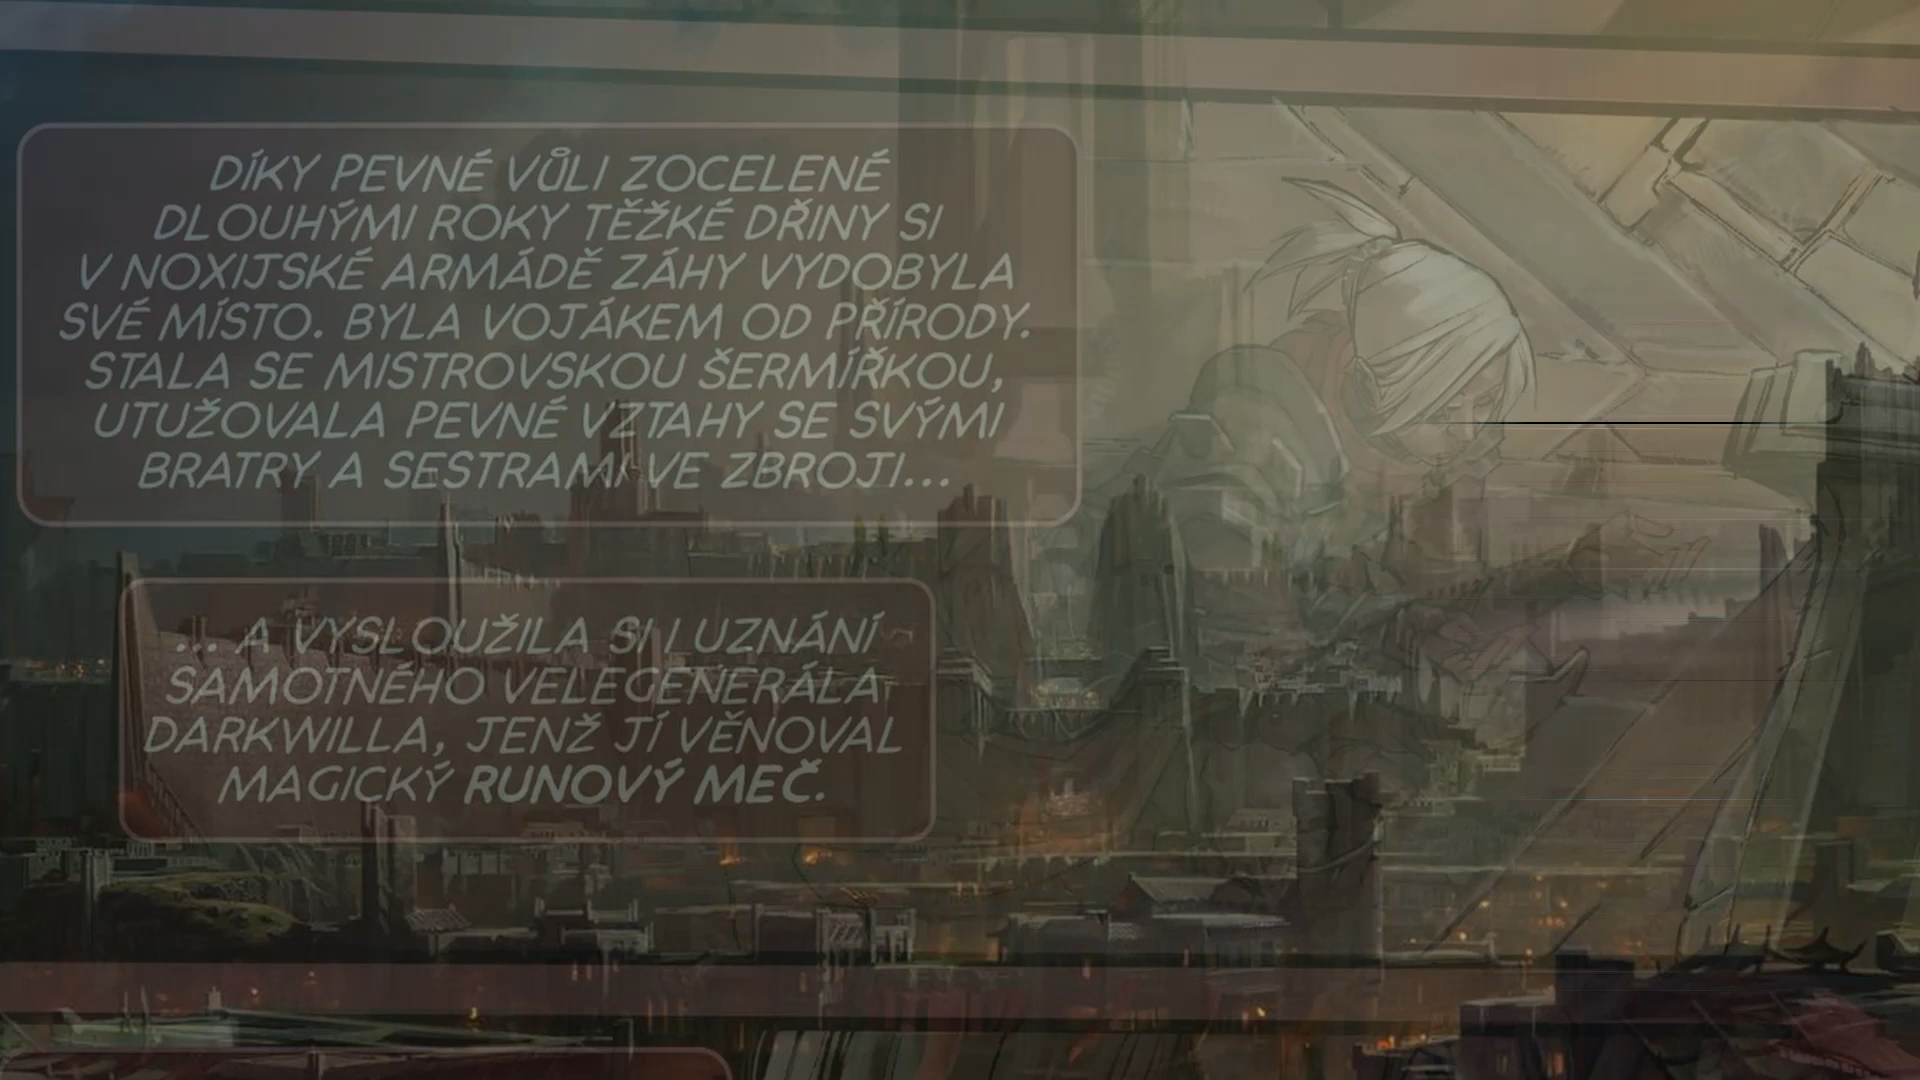 DÍKY PEVNÉ VŮLI ZOCELENÉ
DLOUHÝMI ROKY TĚŽKÉ DŘINY SI
V NOXIJSKÉ ARMÁDĚ ZÁHY VYDOBYLA
SVÉ MÍSTO. BYLA VOJÁKEM OD PŘÍRODY.
STALA SE MISTROVSKOU ŠERMÍŘKOU,
UTUŽOVALA PEVNÉ VZTAHY SE SVÝMI
BRATRY A SESTRAMI VE ZBROJI...
... A VYSLOUŽILA SI I UZNÁNÍ
SAMOTNÉHO VELEGENERÁLA
DARKWILLA, JENŽ JÍ VĚNOVAL
MAGICKÝ RUNOVÝ MEČ.